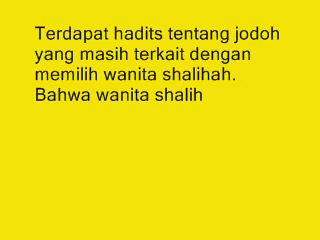 Terdapat hadits tentang jodoh
yang masih terkait dengan
memilih wanita shalihah.
Bahwa wanita shalih